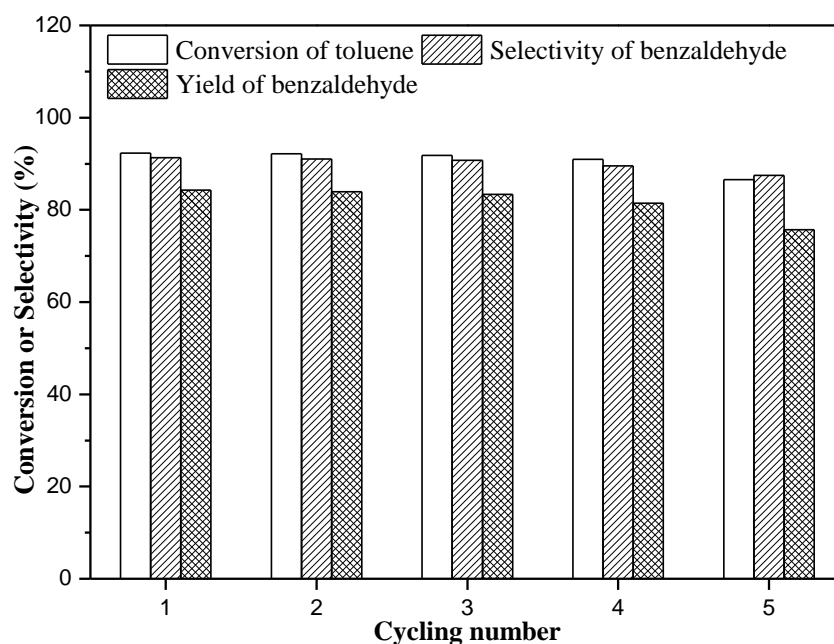 120
100
80
60
40
20
0
Conversion or Selectivity (%)
Conversion of toluene
Selectivity of benzaldehyde
Yield of benzaldehyde
1
2
3
4
5
Cycling number